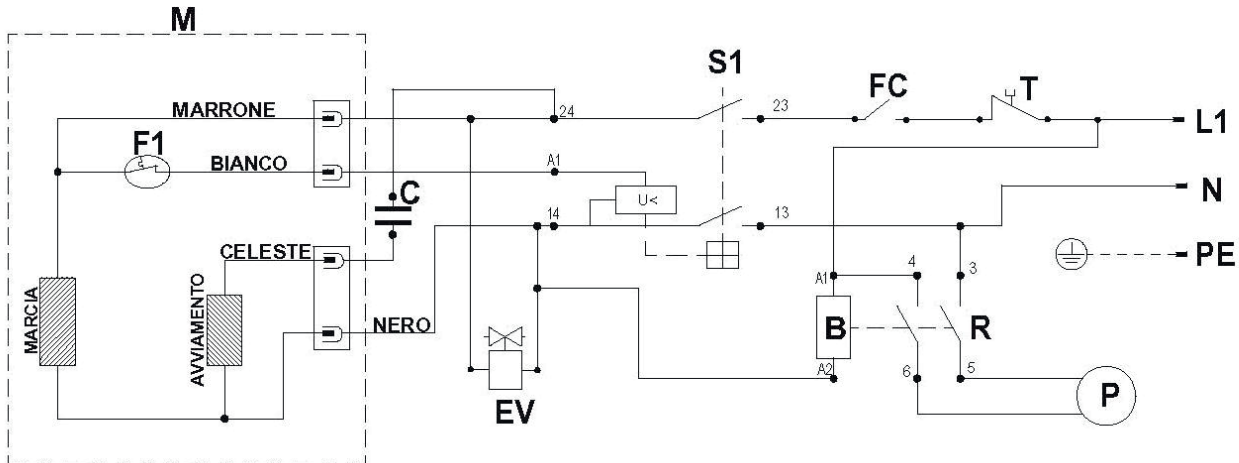 M
MARRONE
F1
BIANCO
C
CELESTE
MARCIA
AVVIAMENTO
NERO
EV
24
A1
14
U<
S1
23
13
FC
T
L1
N
PE
4
3
A1
B
R
A2
6
5
P